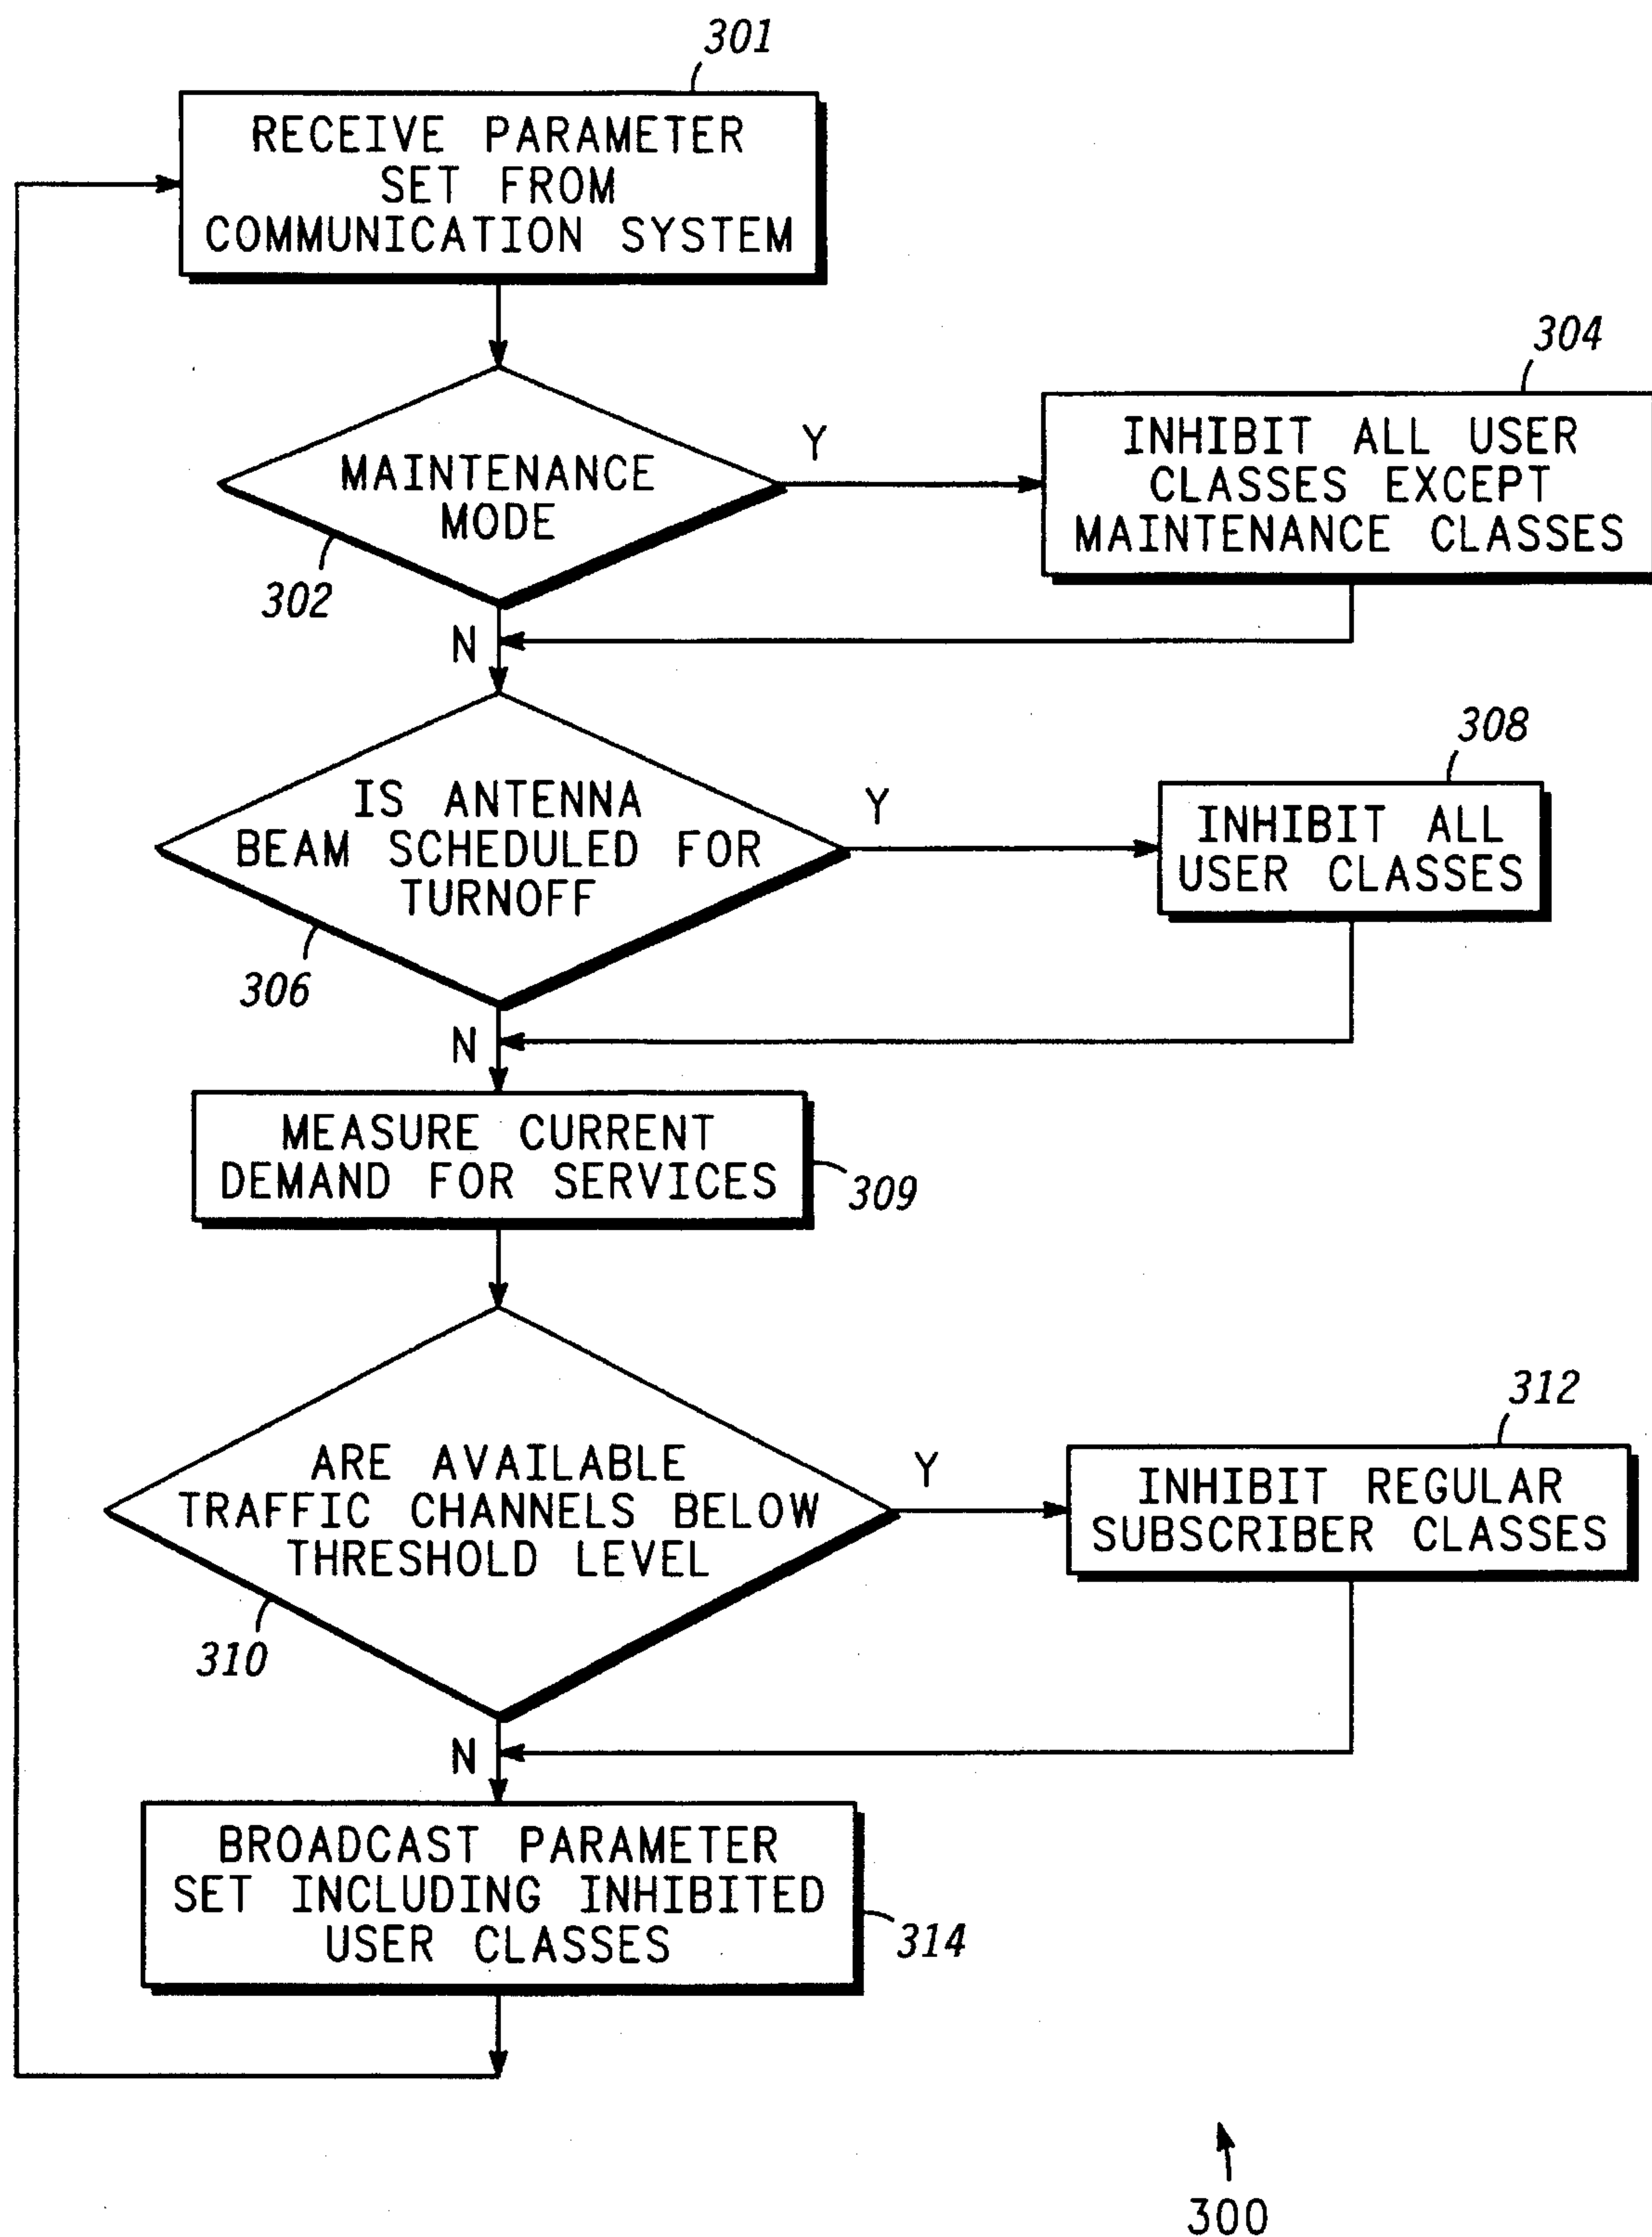 301
RECEIVE PARAMETER
SET FROM
COMMUNICATION SYSTEM
MAINTENANCE
MODE
302
Y
304
INHIBIT ALL USER
CLASSES EXCEPT
MAINTENANCE CLASSES
N
IS ANTENNA
BEAM SCHEDULED FOR
TURNOFF
306
Y
308
INHIBIT ALL
USER CLASSES
N
MEASURE CURRENT
DEMAND FOR SERVICES
309
ARE AVAILABLE
TRAFFIC CHANNELS BELOW
THRESHOLD LEVEL
310
Y
312
INHIBIT REGULAR
SUBSCRIBER CLASSES
N
BROADCAST PARAMETER
SET INCLUDING INHIBITED
USER CLASSES
314
300